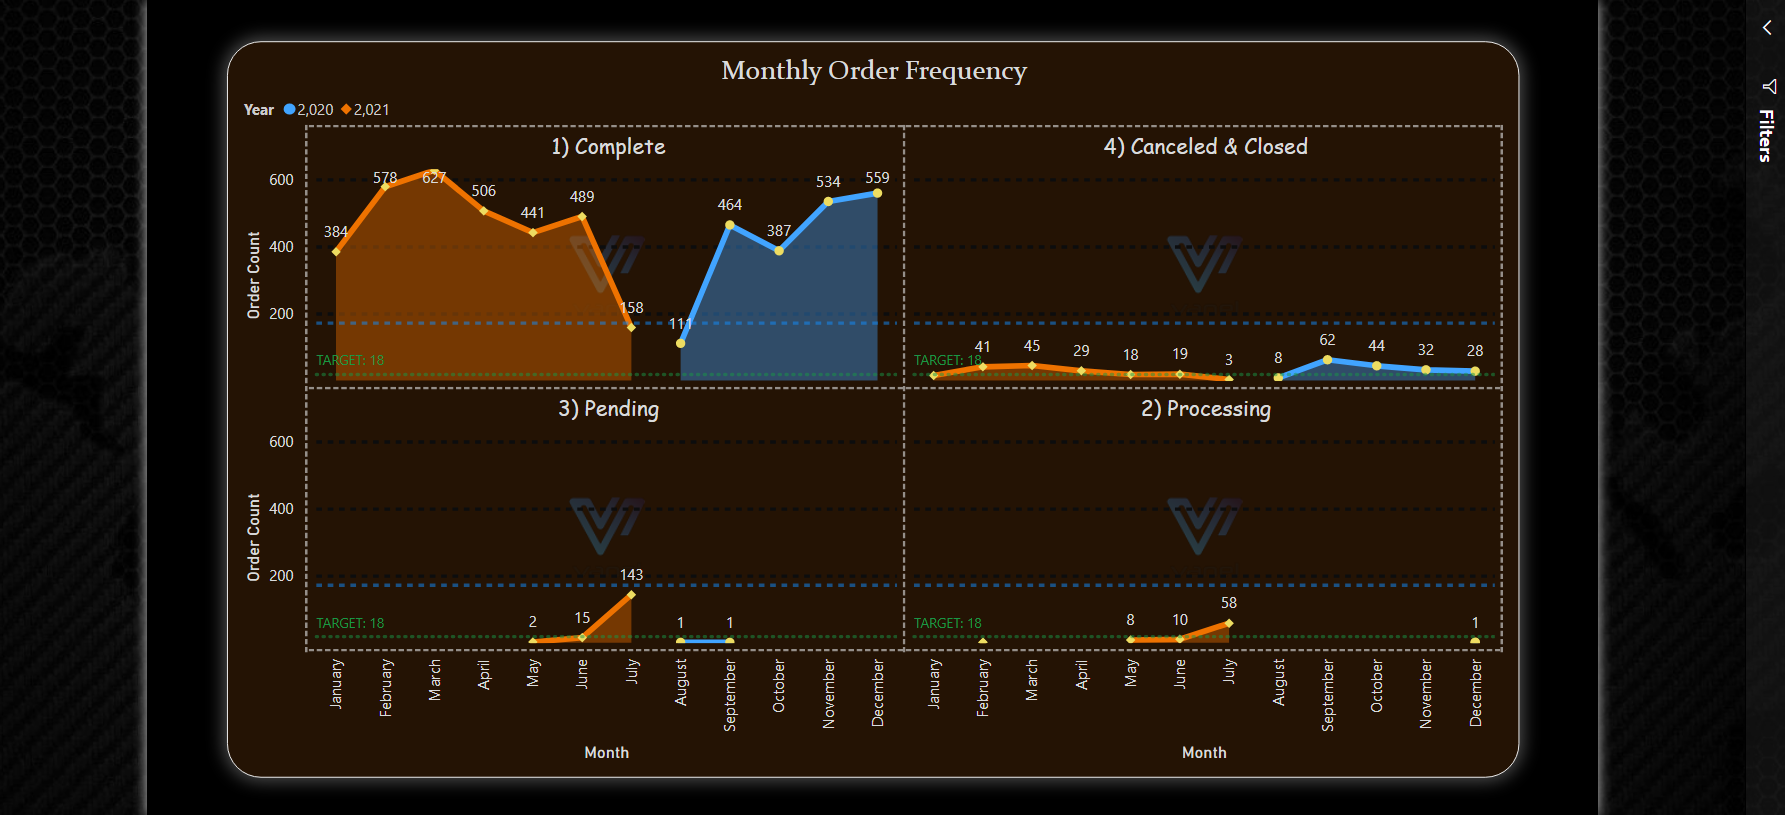 Monthly Order Frequency
Year 2,020 2,021
1) Complete
Order Count
600
400
200
384
578
627
506
441
489
158
111
464
387
534
559
TARGET: 18
4) Canceled & Closed
41
45
29
18
19
3
8
62
44
32
28
TARGET: 18
3) Pending
Order Count
600
400
200
2
15
143
1
1
TARGET: 18
2) Processing
8
10
58
1
TARGET: 18
January
February
March
April
May
June
July
August
September
October
November
December
Month
January
February
March
April
May
June
July
August
September
October
November
December
Month
Filters